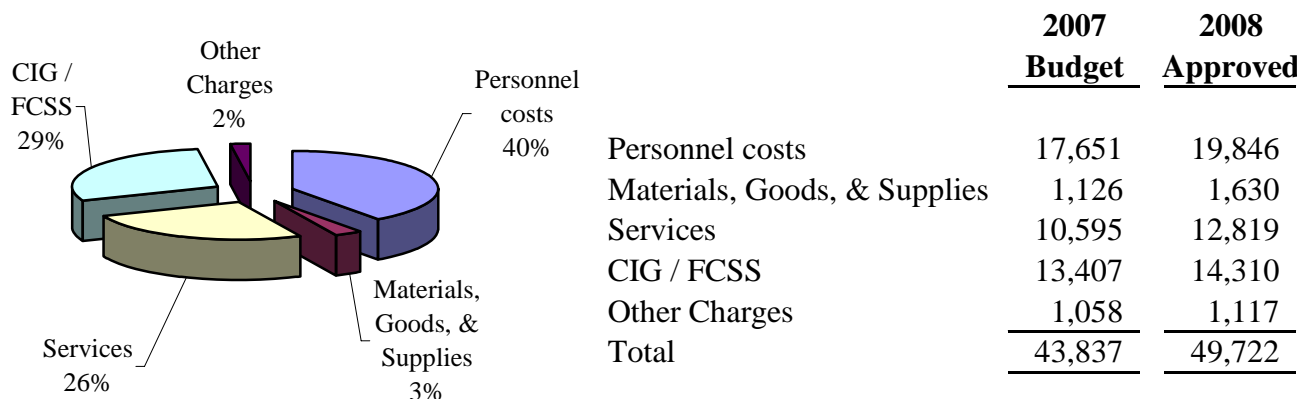 Other
Charges
2%
CIG /
FCSS
29%
Personnel
costs
40%
Services
26%
Materials,
Goods, &
Supplies
3%
2007 2008
Budget Approved
Personnel costs 17,651 19,846
Materials, Goods, & Supplies 1,126 1,630
Services 10,595 12,819
CIG / FCSS 13,407 14,310
Other Charges 1,058 1,117
Total 43,837 49,722